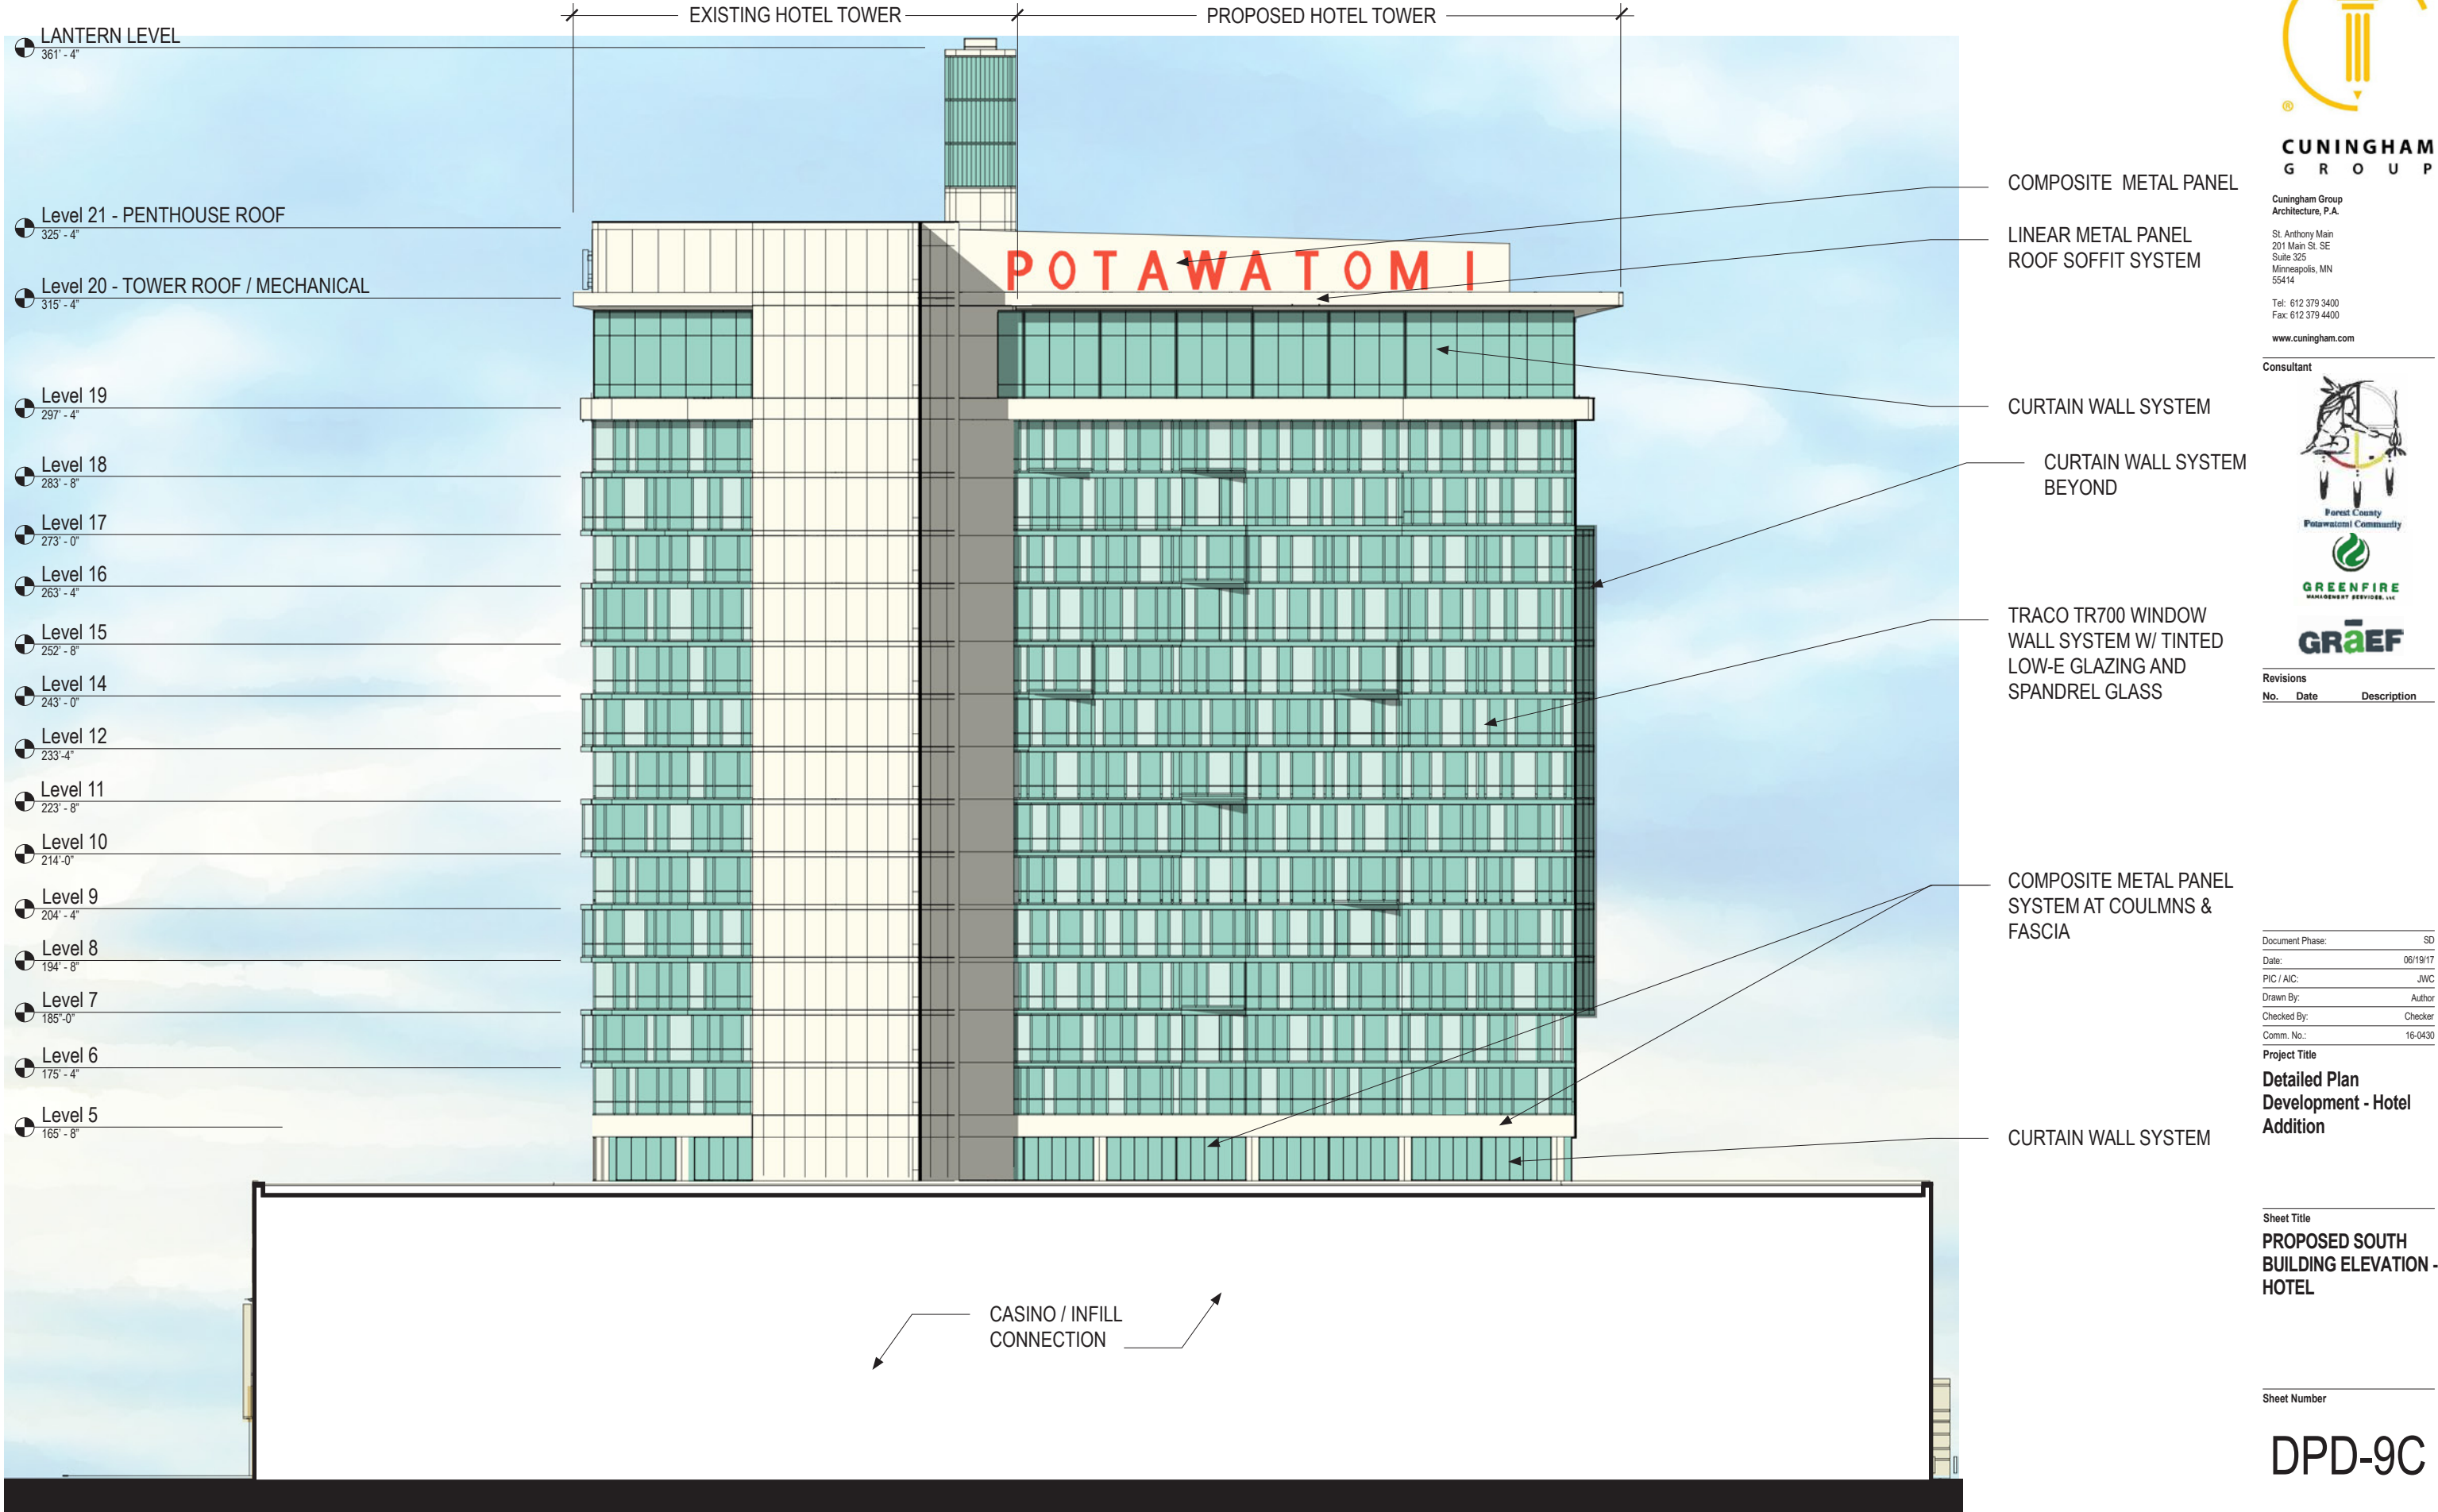 EXISTING HOTEL TOWER
PROPOSED HOTEL TOWER
LANTERN LEVEL
361' - 4"
Level 21 - PENTHOUSE ROOF
325' - 4"
Level 20 - TOWER ROOF / MECHANICAL
315' - 4"
Level 19
297' - 4"
Level 18
283' - 8"
Level 17
273' - 0"
Level 16
263' - 4"
Level 15
252' - 8"
Level 14
243' - 0"
Level 12
233'-4"
Level 11
223' - 8"
Level 10
214'-0"
Level 9
204' - 4"
Level 8
194' - 8"
Level 7
185"-0"
Level 6
175' - 4"
Level 5
165' - 8"
POTAWATOMI
COMPOSITE METAL PANEL
LINEAR METAL PANEL
ROOF SOFFIT SYSTEM
CURTAIN WALL SYSTEM
CURTAIN WALL SYSTEM
BEYOND
TRACO TR700 WINDOW
WALL SYSTEM W/ TINTED
LOW-E GLAZING AND
SPANDREL GLASS
COMPOSITE METAL PANEL
SYSTEM AT COULMNS &
FASCIA
CURTAIN WALL SYSTEM
CASINO / INFILL
CONNECTION
®
CUNINGHAM
GROUP
Cuningham Group
Architecture, P.A.
St. Anthony Main
201 Main St. SE
Suite 325
Minneapolis, MN
55414
Tel: 612 379 3400
Fax: 612 379 4400
www.cuningham.com
Consultant
Forest County
Potawatomi Community
GREENFIRE
MANAGEMENT SERVICES, LLC
GRāEF
Revisions
No. Date Description
Document Phase: SD
Date: 06/19/17
PIC / AIC: JWC
Drawn By: Author
Checked By: Checker
Comm. No.: 16-0430
Project Title
Detailed Plan
Development - Hotel
Addition
Sheet Title
PROPOSED SOUTH
BUILDING ELEVATION -
HOTEL
Sheet Number
DPD-9C